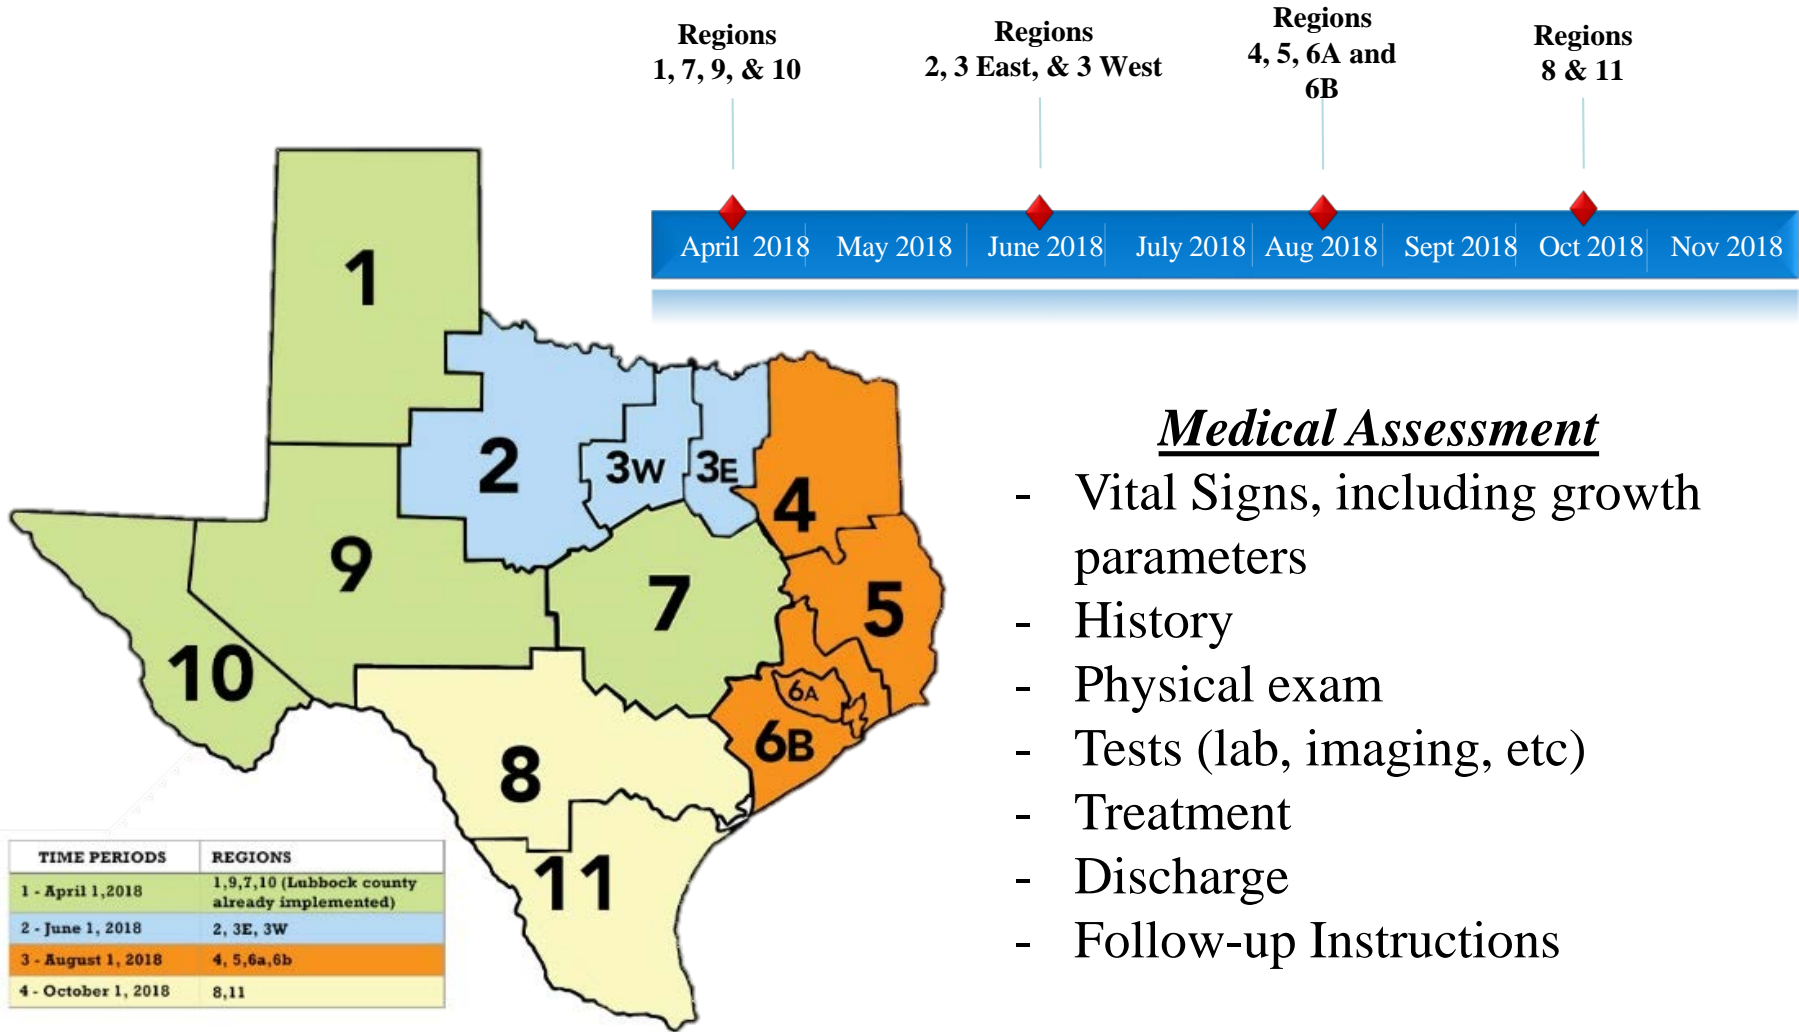 Regions
1, 7, 9, & 10
Regions
2, 3 East, & 3 West
Regions
4, 5, 6A and
6B
Regions
8 & 11
April 2018
May 2018
June 2018
July 2018
Aug 2018
Sept 2018
Oct 2018
Nov 2018
1
2
3W
3E
4
9
7
5
10
6A
6B
8
11
TIME PERIODS REGIONS
1 - April 1,2018 1,9,7,10 (Lubbock county
already implemented)
2 - June 1, 2018 2, 3E, 3W
3 - August 1, 2018 4, 5,6a,6b
4 - October 1, 2018 8,11
Medical Assessment
- Vital Signs, including growth
parameters
- History
- Physical exam
- Tests (lab, imaging, etc)
- Treatment
- Discharge
- Follow-up Instructions